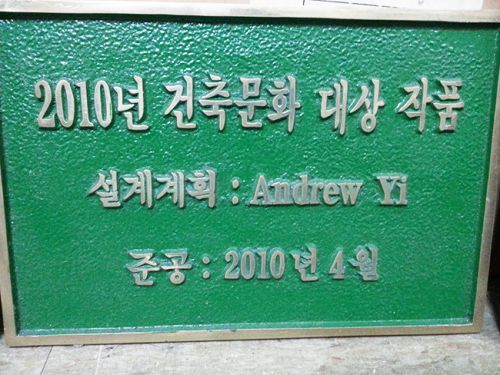 2010년 건축문화 대상 작품
설계계획 : Andrew Yi
준공 : 2010년 4월